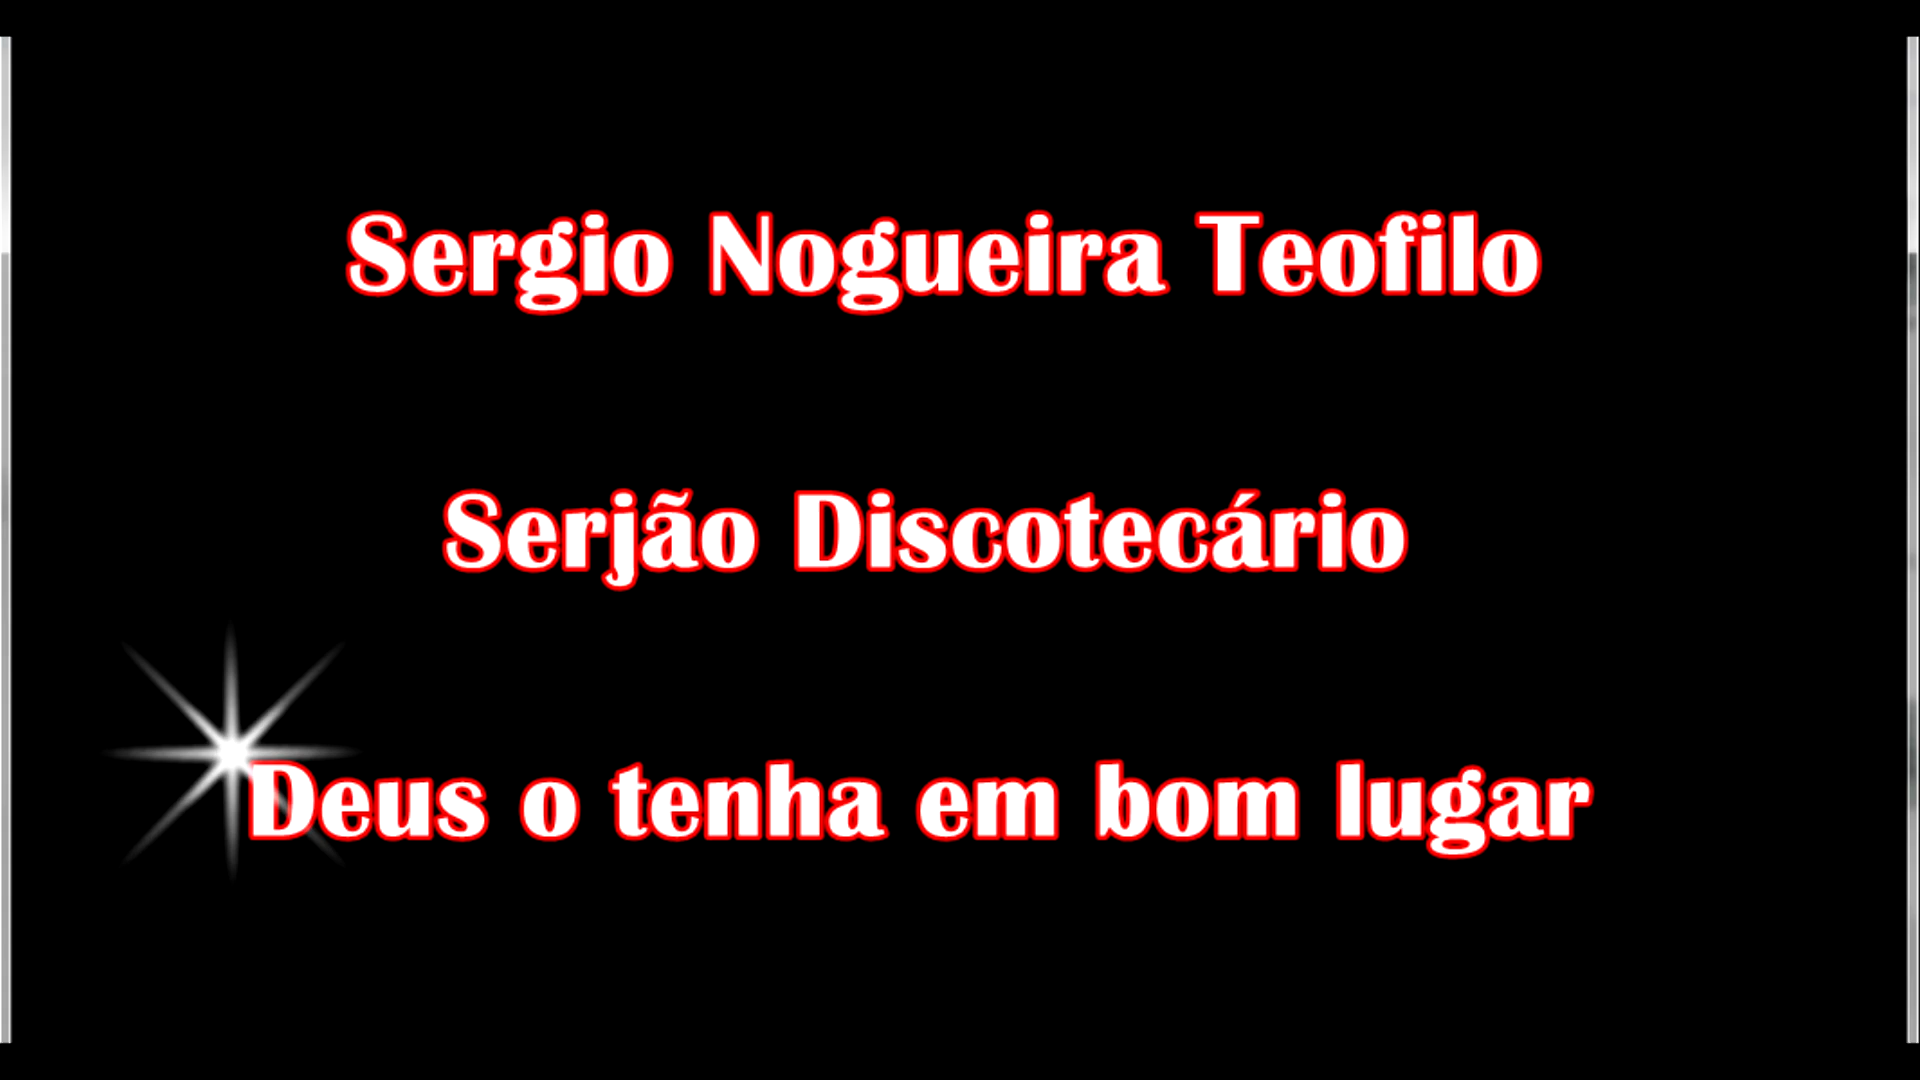 Sergio Nogueira Teofilo
Serjão Discotecário
Deus o tenha em bom lugar